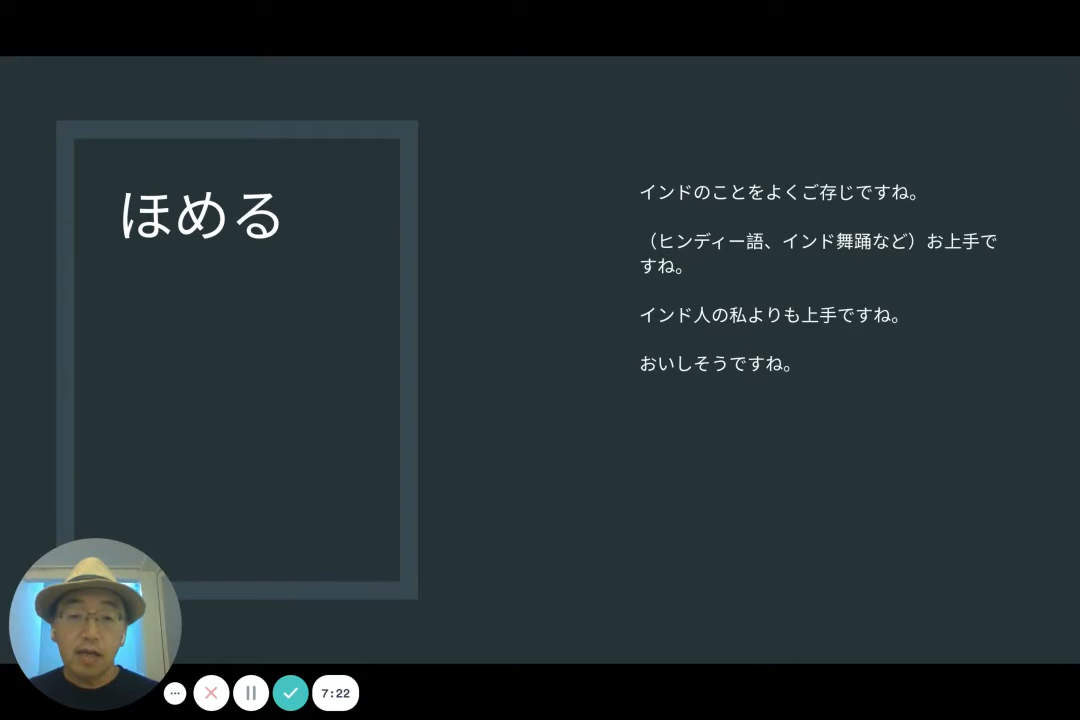 ほめる
インドのことをよくご存じですね。
（ヒンディー語、インド舞踊など）お上手で
すね。
インド人の私よりも上手ですね。
おいしそうですね。
7:22